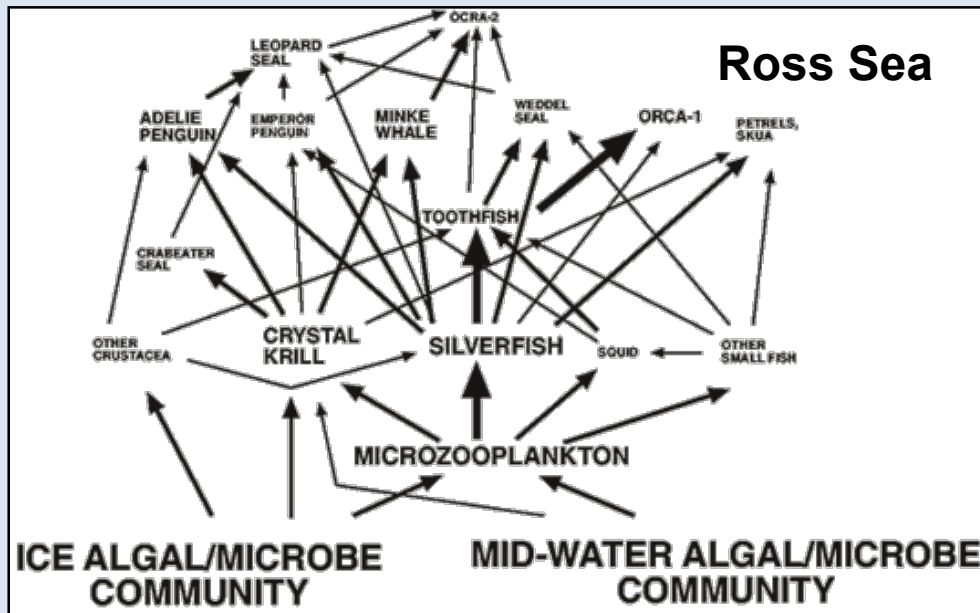 OCRA-2
LEOPARD
SEAL
Ross Sea
ADELIE
PENGUIN
EMPEROR
PENGUIN
MINKE
WHALE
WEDDEL
SEAL
ORCA-1
PETRELS,
SKUA
TOOTHFISH
CRABEATER
SEAL
OTHER
CRUSTACEA
CRYSTAL
KRILL
SILVERFISH
SQUID
OTHER
SMALL FISH
MICROZOOPLANKTON
ICE ALGAL/MICROBE
COMMUNITY
MID-WATER ALGAL/MICROBE
COMMUNITY